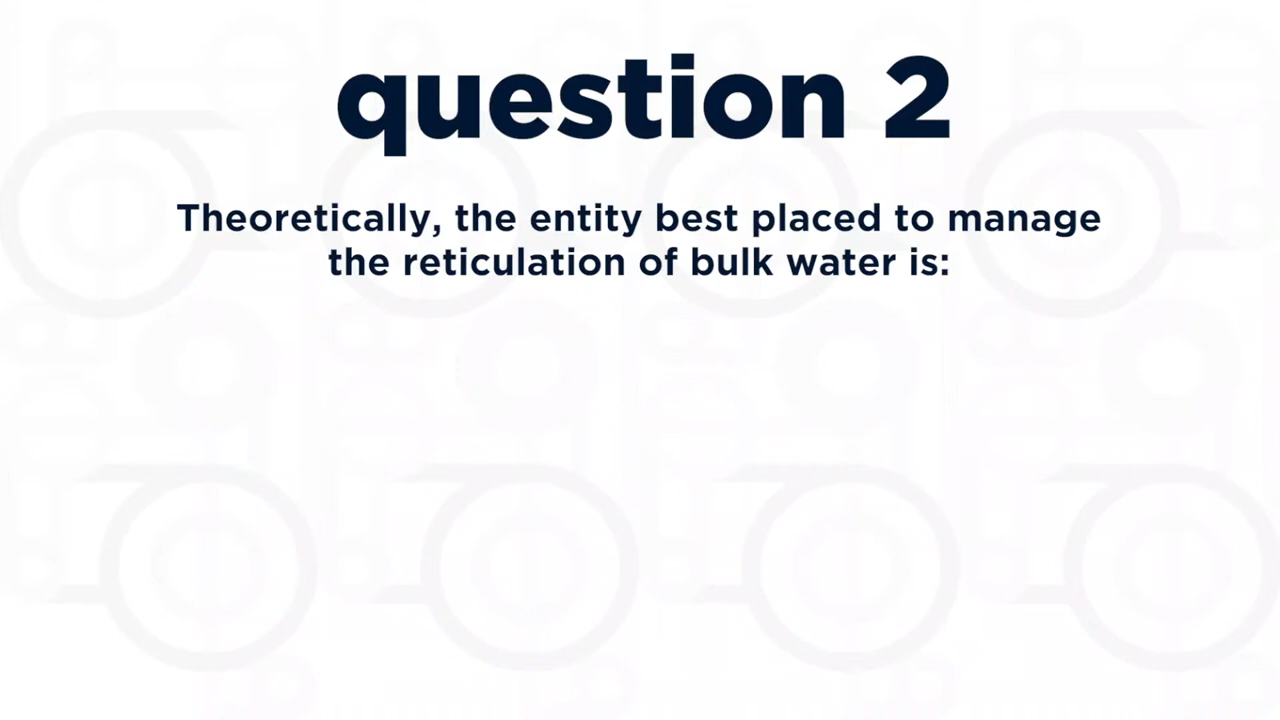 question 2
Theoretically, the entity best placed to manage
the reticulation of bulk water is: